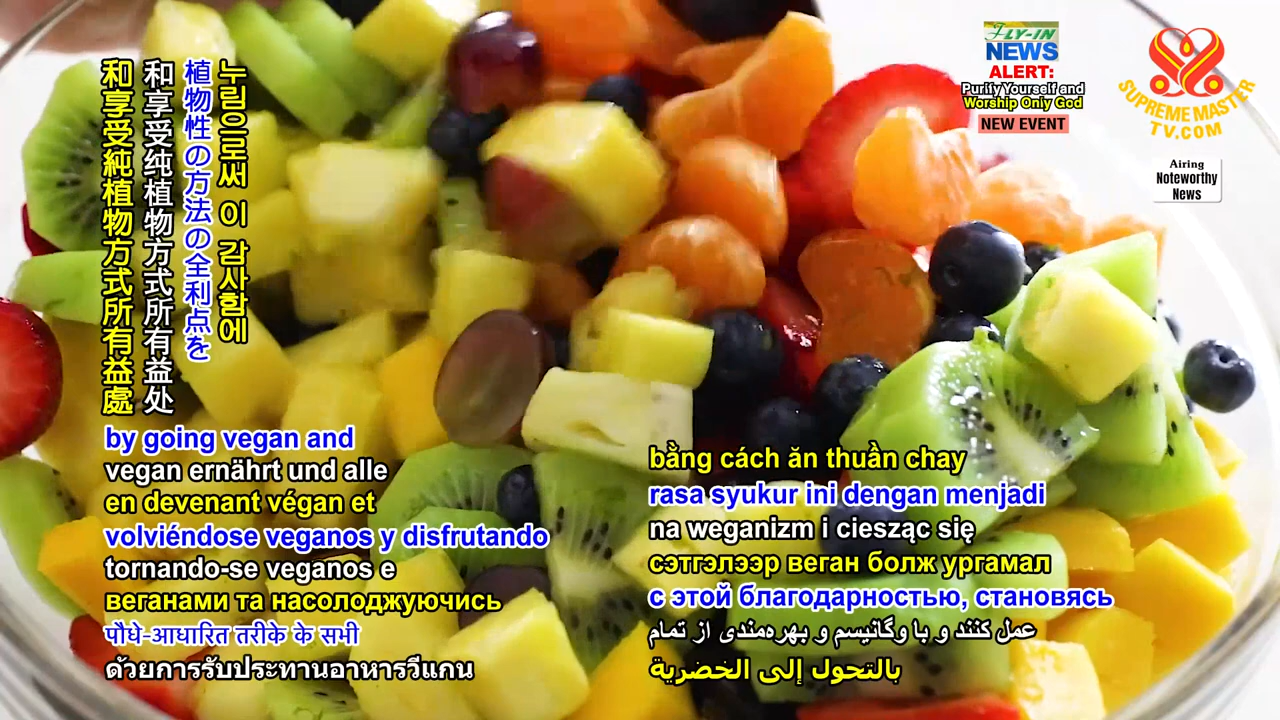 누림으로써 이 감사함에
植物性の方法の全利点を
和享受纯植物方式所有益处
和享受純植物方式所有益處
by going vegan and
vegan ernährt und alle
en devenant végan et
volviéndose veganos y disfrutando
tornando-se veganos e
веганами та насолоджуючись
पौधे-आधारित तरीके के सभी
ด้วยการรับประทานอาหารวีแกน
bằng cách ăn thuần chay
rasa syukur ini dengan menjadi
na weganizm i ciesząc się
сэтгэлээр веган болж ургамал
с этой благодарностью, становясь
عمل کنند و با وگانیسم و بهره‌مندی از تمام
بالتحول إلى الخضرية
FLY-IN
NEWS
ALERT:
Purify Yourself and
Worship Only God
NEW EVENT
SUPREME MASTER
TV.COM
Airing
Noteworthy
News